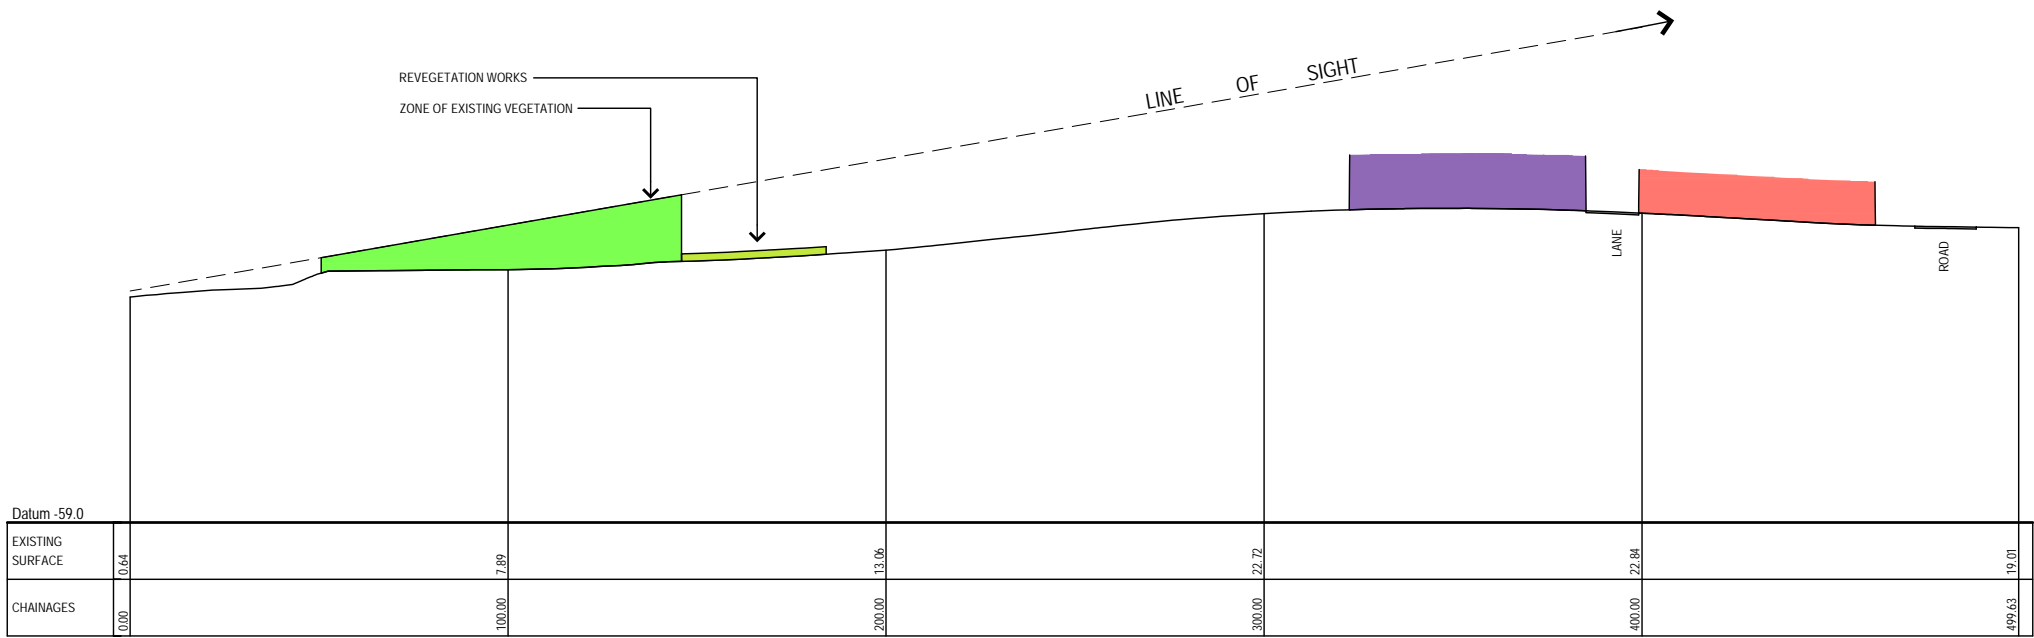 LINE OF SIGHT
REVEGETATION WORKS
ZONE OF EXISTING VEGETATION
LANE
ROAD
Datum -59.0
EXISTING
SURFACE
0.64
7.89
13.06
22.72
22.84
19.01
CHAINAGES
0.00
100.00
200.00
300.00
400.00
499.63